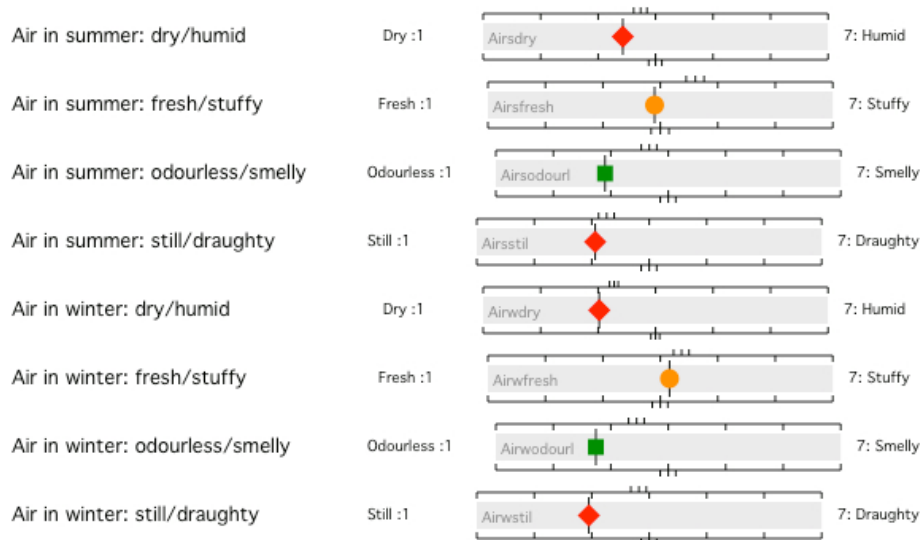 Air in summer: dry/humid Dry :1 Airsdry 7: Humid
Air in summer: fresh/stuffy Fresh :1 Airsfresh 7: Stuffy
Air in summer: odourless/smelly Odourless :1 Airsodourl 7: Smelly
Air in summer: still/draughty Still :1 Airsstil 7: Draughty
Air in winter: dry/humid Dry :1 Airwdry 7: Humid
Air in winter: fresh/stuffy Fresh :1 Airwfresh 7: Stuffy
Air in winter: odourless/smelly Odourless :1 Airwodourl 7: Smelly
Air in winter: still/draughty Still :1 Airwstil 7: Draughty